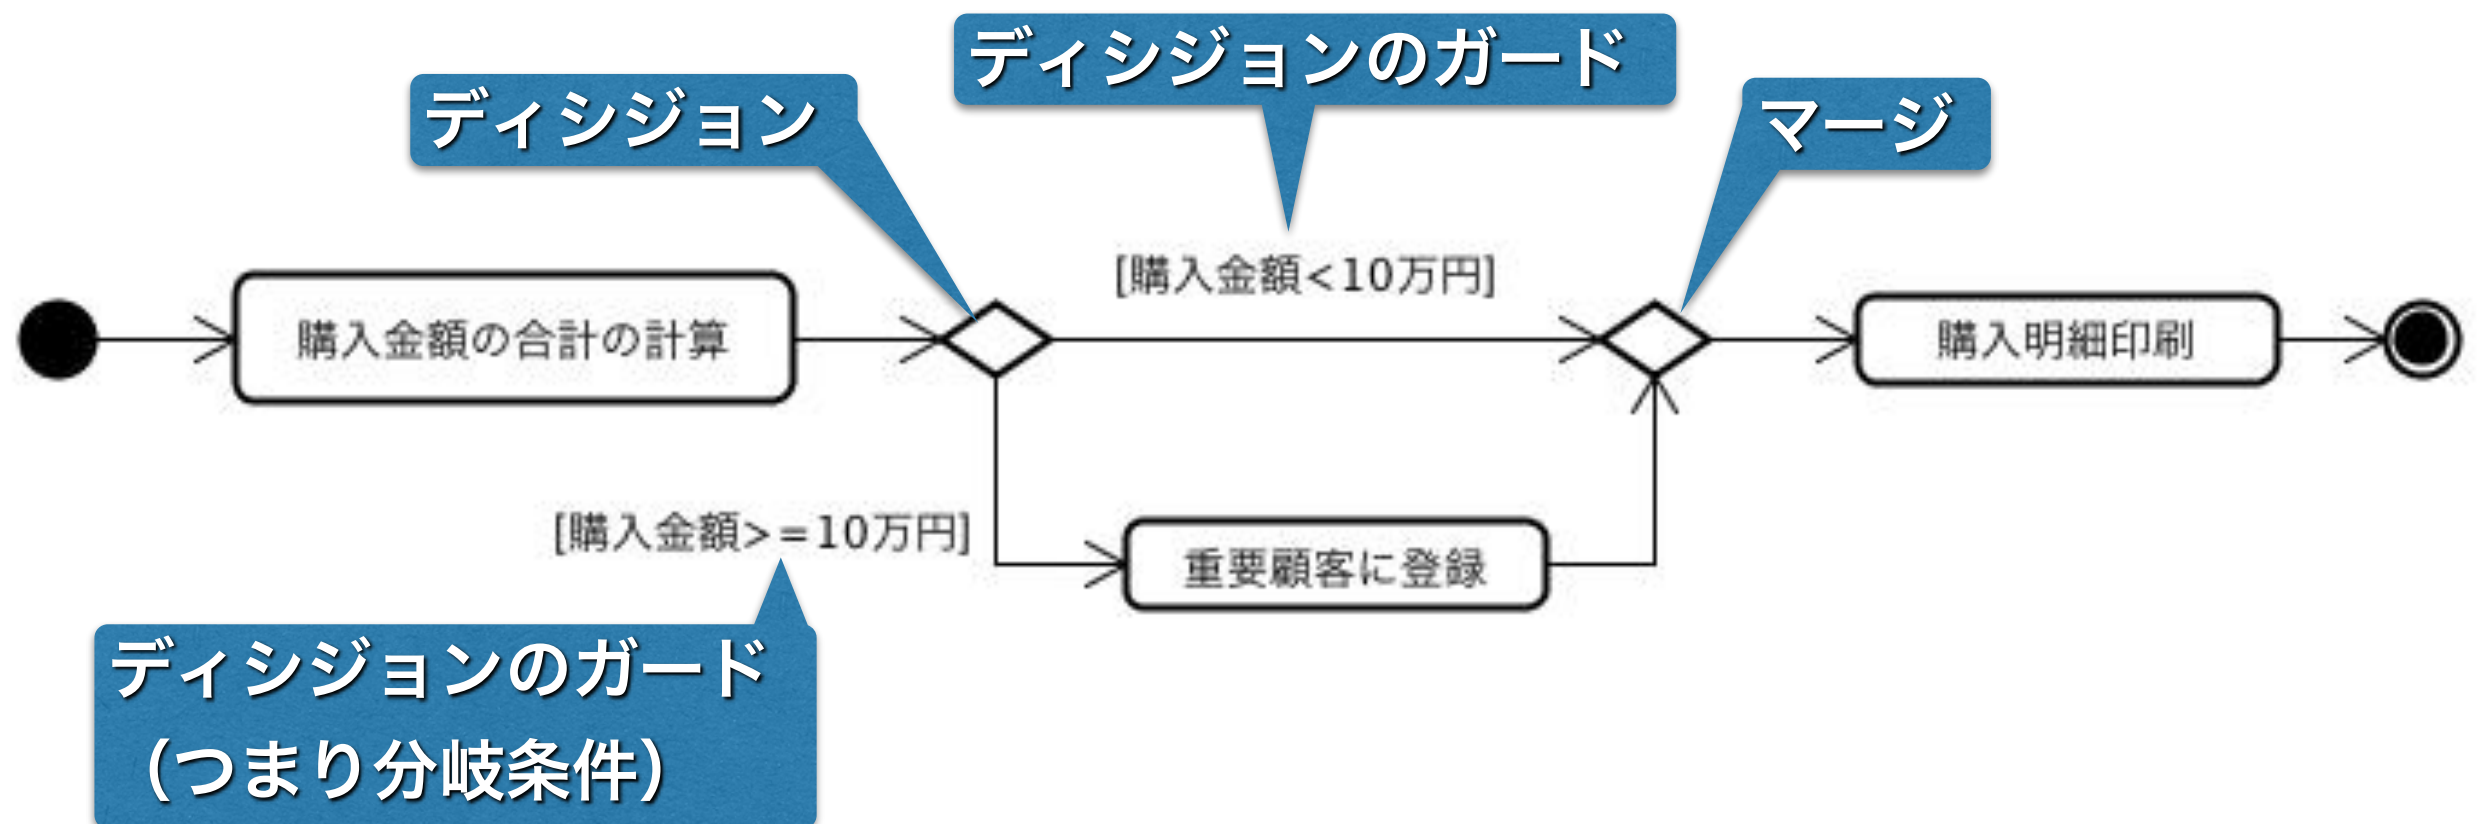 ディシジョンのガード
ディシジョン
マージ
[購入金額<10万円]
購入金額の合計の計算
購入明細印刷
[購入金額>=10万円]
重要顧客に登録
ディシジョンのガード
（つまり分岐条件）